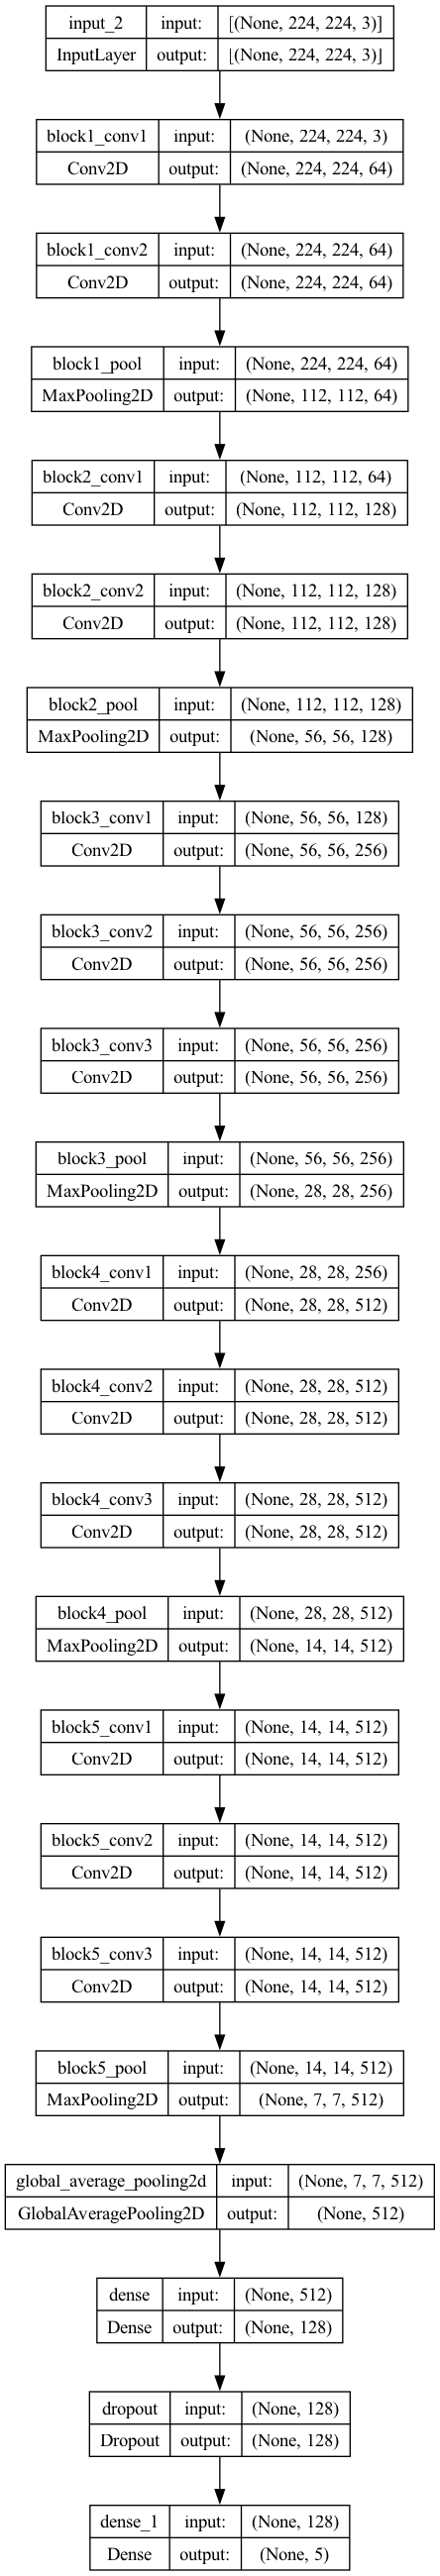 input_2 input: [(None, 224, 224, 3)]
InputLayer output: [(None, 224, 224, 3)]
block1_conv1 input: (None, 224, 224, 3)
Conv2D output: (None, 224, 224, 64)
block1_conv2 input: (None, 224, 224, 64)
Conv2D output: (None, 224, 224, 64)
block1_pool input: (None, 224, 224, 64)
MaxPooling2D output: (None, 112, 112, 64)
block2_conv1 input: (None, 112, 112, 64)
Conv2D output: (None, 112, 112, 128)
block2_conv2 input: (None, 112, 112, 128)
Conv2D output: (None, 112, 112, 128)
block2_pool input: (None, 112, 112, 128)
MaxPooling2D output: (None, 56, 56, 128)
block3_conv1 input: (None, 56, 56, 128)
Conv2D output: (None, 56, 56, 256)
block3_conv2 input: (None, 56, 56, 256)
Conv2D output: (None, 56, 56, 256)
block3_conv3 input: (None, 56, 56, 256)
Conv2D output: (None, 56, 56, 256)
block3_pool input: (None, 56, 56, 256)
MaxPooling2D output: (None, 28, 28, 256)
block4_conv1 input: (None, 28, 28, 256)
Conv2D output: (None, 28, 28, 512)
block4_conv2 input: (None, 28, 28, 512)
Conv2D output: (None, 28, 28, 512)
block4_conv3 input: (None, 28, 28, 512)
Conv2D output: (None, 28, 28, 512)
block4_pool input: (None, 28, 28, 512)
MaxPooling2D output: (None, 14, 14, 512)
block5_conv1 input: (None, 14, 14, 512)
Conv2D output: (None, 14, 14, 512)
block5_conv2 input: (None, 14, 14, 512)
Conv2D output: (None, 14, 14, 512)
block5_conv3 input: (None, 14, 14, 512)
Conv2D output: (None, 14, 14, 512)
block5_pool input: (None, 14, 14, 512)
MaxPooling2D output: (None, 7, 7, 512)
global_average_pooling2d input: (None, 7, 7, 512)
GlobalAveragePooling2D output: (None, 512)
dense input: (None, 512)
Dense output: (None, 128)
dropout input: (None, 128)
Dropout output: (None, 128)
dense_1 input: (None, 128)
Dense output: (None, 5)